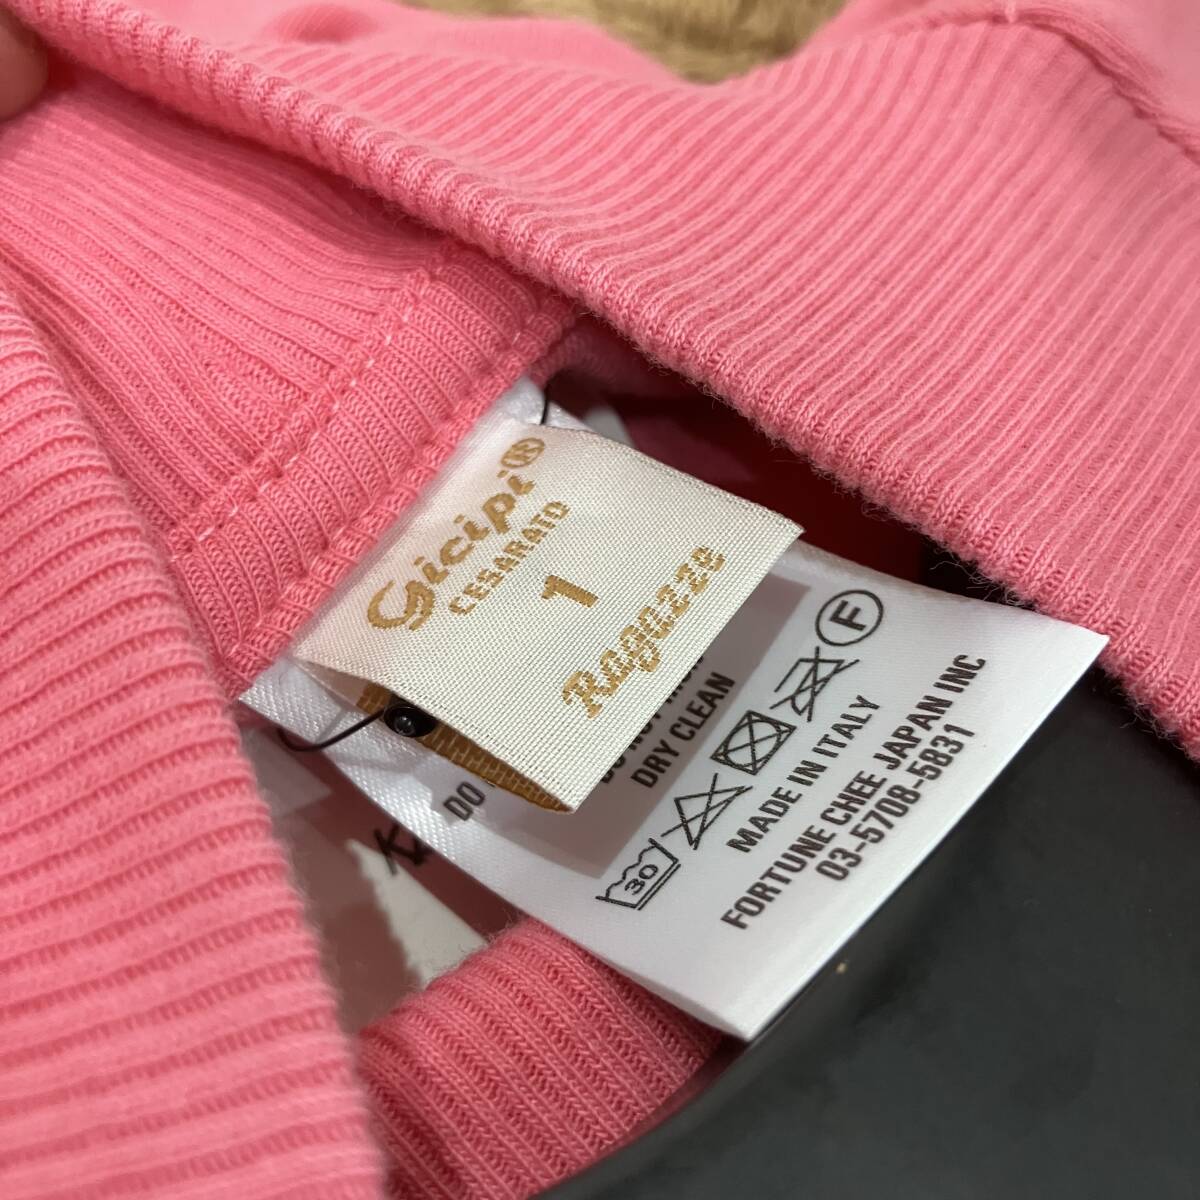 Gicipi®
CESARATO
1
Ragazze
DO
DRY CLEAN
30
F
MADE IN ITALY
FORTUNE CHEE JAPAN INC
03-5708-5831